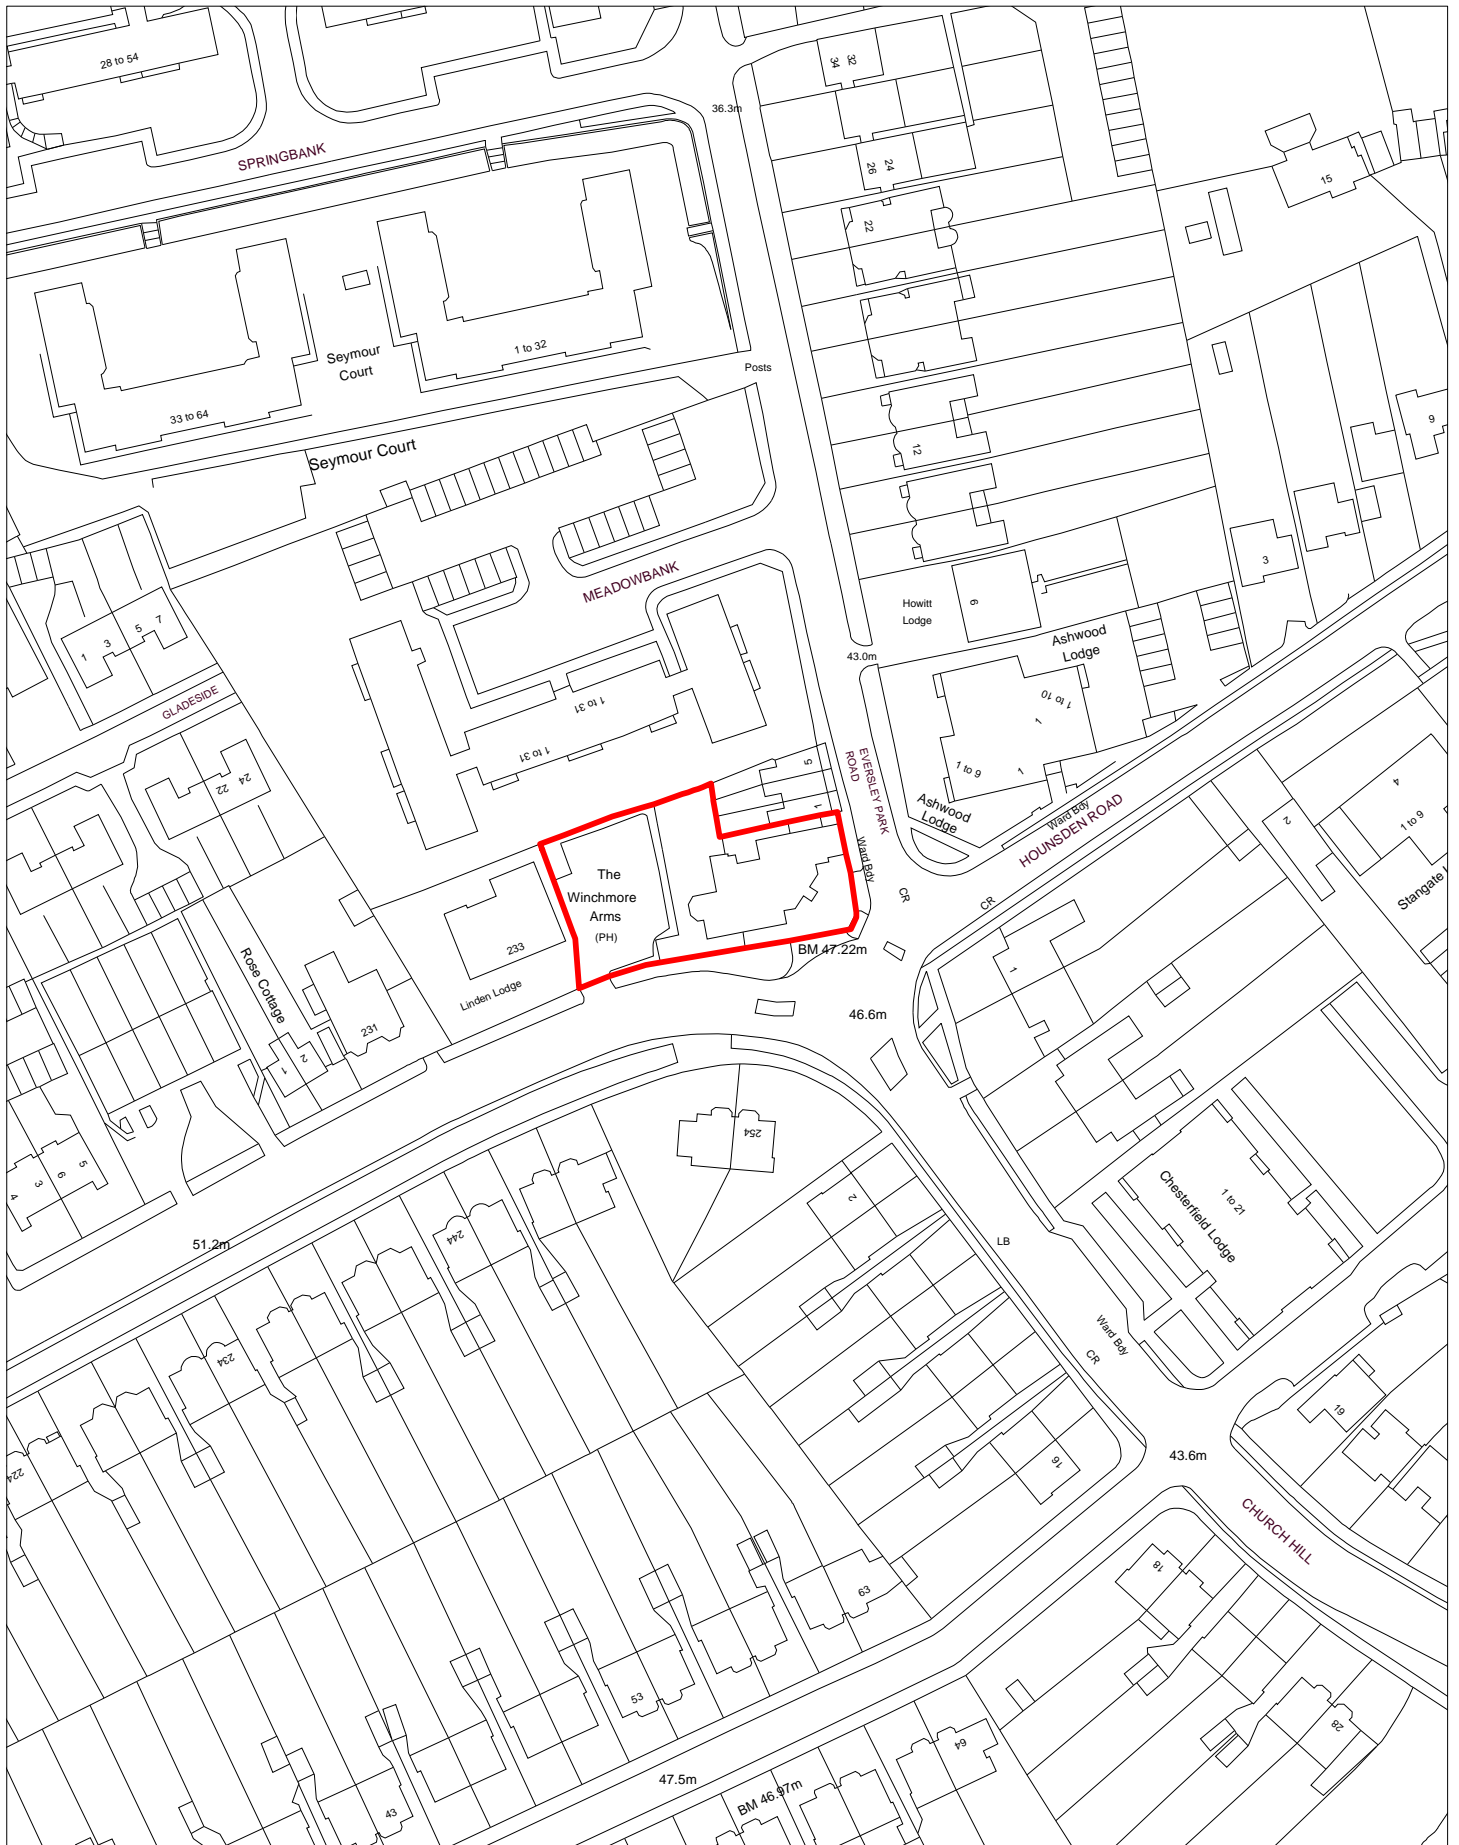 28 to 54
SPRINGBANK
36.3m
34
32
26
24
22
15
Seymour
Court
1 to 32
33 to 64
Posts
Seymour Court
12
9
3
MEADOWBANK
Howitt
Lodge
6
Ashwood
Lodge
43.0m
1
3
5
7
GLADESIDE
1 to 31
1 to 31
1 to 10
1
1 to 9
1
Ashwood
Lodge
EVERSLEY PARK
ROAD
5
1
Ward Bdy
Ward Bdy
HOUNSDEN ROAD
22
24
2
4
1 to 9
Stangate L
The
Winchmore
Arms
(PH)
CR
CR
233
Linden Lodge
BM 47.22m
46.6m
Rose Cottage
231
1
2
1
254
2
Chesterfield Lodge
1 to 21
4
3
6
5
51.2m
244
LB
Ward Bdy
CR
234
224
19
16
43.6m
CHURCH HILL
18
63
53
28
64
47.5m
BM 46.97m
43